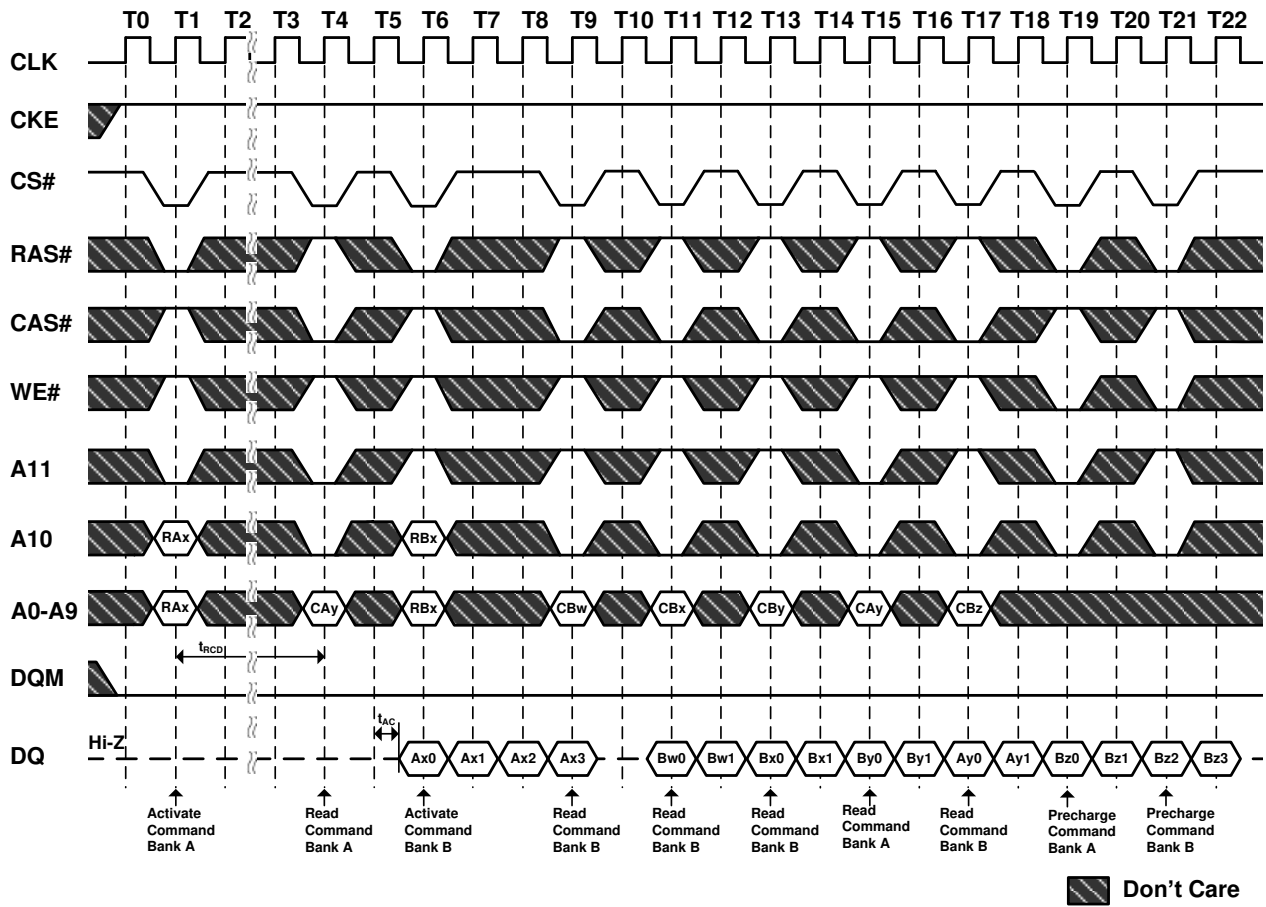 T0 T1 T2 T3 T4 T5 T6 T7 T8 T9 T10 T11 T12 T13 T14 T15 T16 T17 T18 T19 T20 T21 T22
CLK
CKE
CS#
RAS#
CAS#
WE#
A11
A10 RAx RBx
A0-A9 RAx CAy RBx CBw CBx CBy CAy CBz
tRCD
DQM
tAC
Hi-Z
DQ Ax0 Ax1 Ax2 Ax3 Bw0 Bw1 Bx0 Bx1 By0 By1 Ay0 Ay1 Bz0 Bz1 Bz2 Bz3
Activate Command Bank A
Read Command Bank A
Activate Command Bank B
Read Command Bank B
Read Command Bank B
Read Command Bank B
Read Command Bank A
Read Command Bank B
Precharge Command Bank A
Precharge Command Bank B
Don't Care